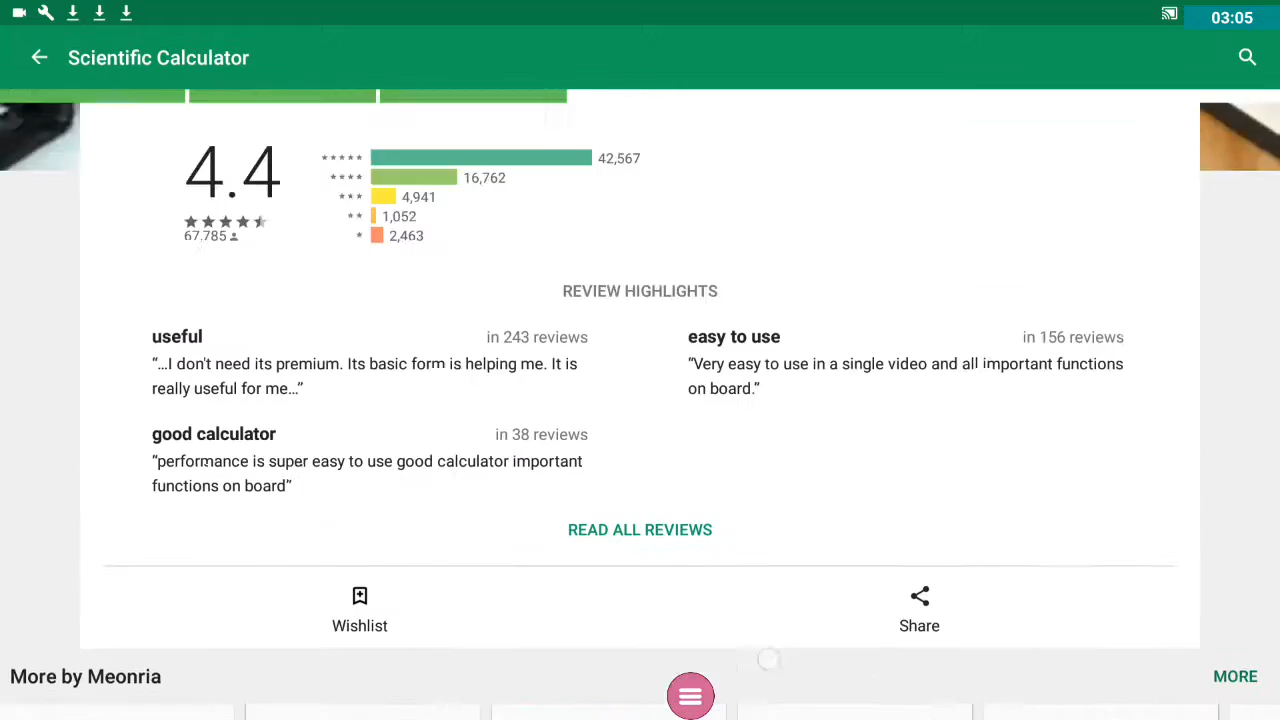 03:05
Scientific Calculator
4.4
67,785
42,567
16,762
4,941
1,052
2,463
REVIEW HIGHLIGHTS
useful in 243 reviews
“…I don't need its premium. Its basic form is helping me. It is
really useful for me…”
easy to use in 156 reviews
“Very easy to use in a single video and all important functions
on board.”
good calculator in 38 reviews
“performance is super easy to use good calculator important
functions on board”
READ ALL REVIEWS
Wishlist
Share
More by Meonria
MORE